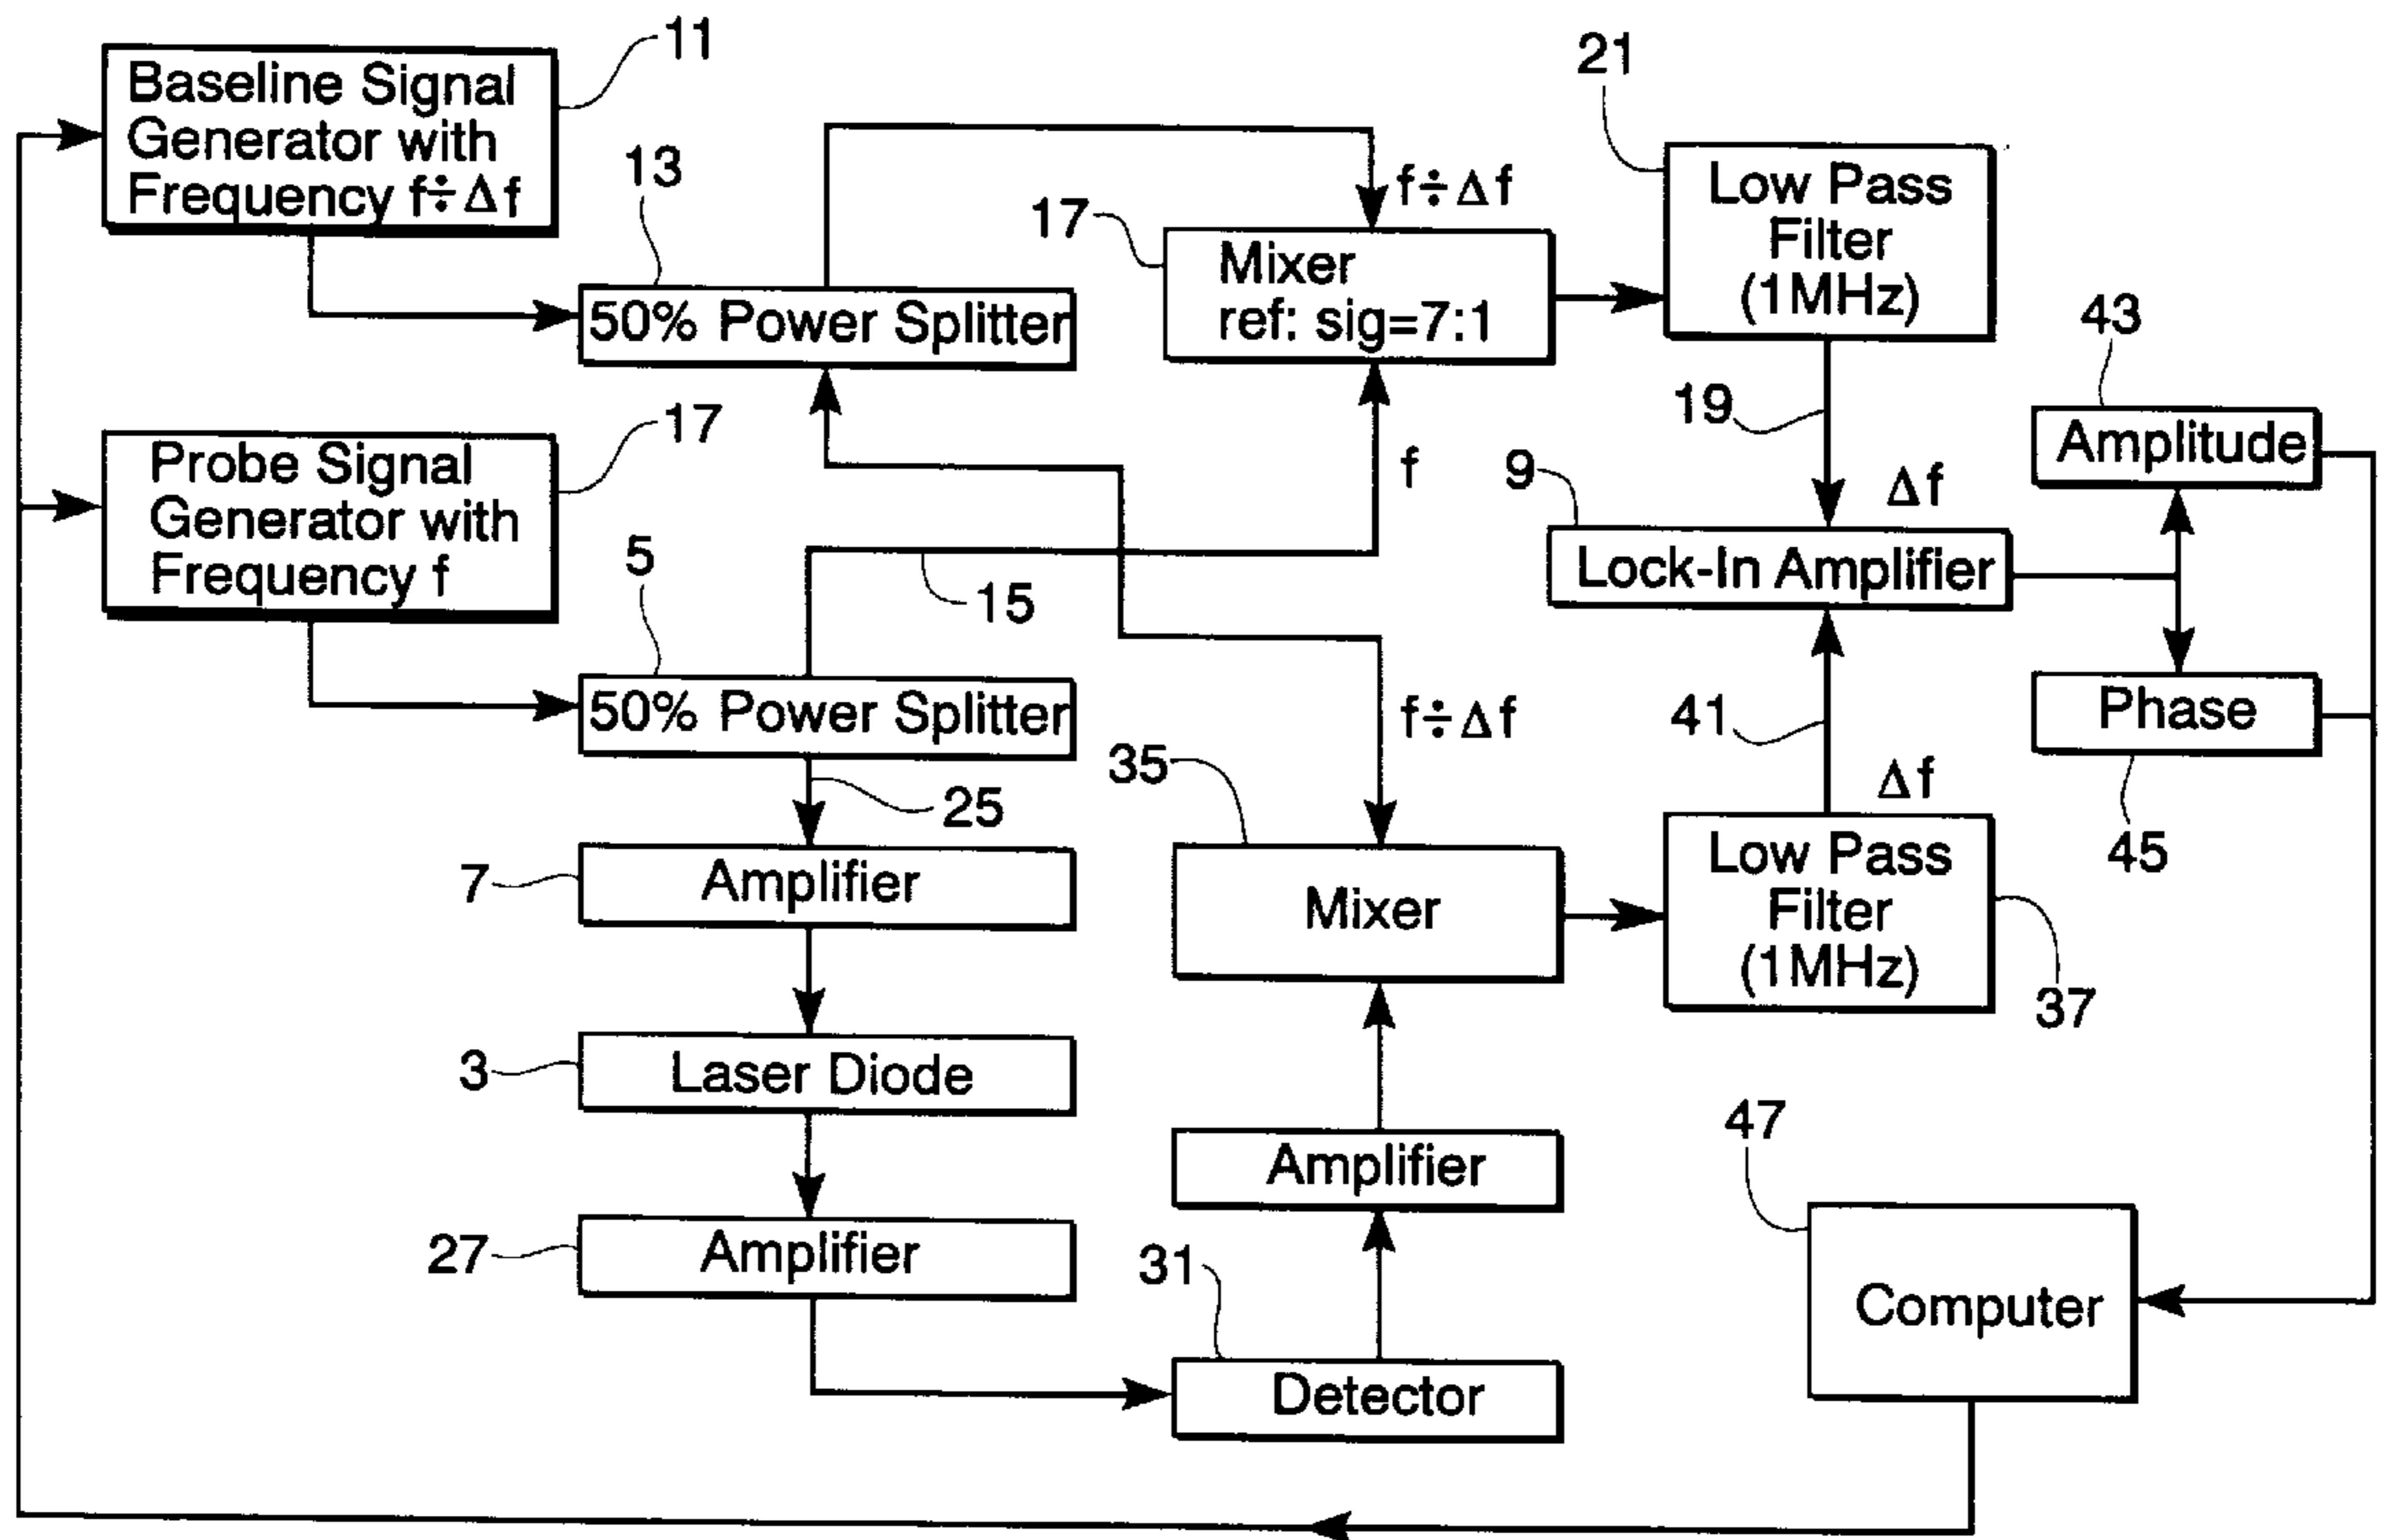 11
Baseline Signal
Generator with
Frequency f÷Δf
13
50% Power Splitter
f÷Δf
17
Mixer
ref: sig=7:1
21
Low Pass
Filter
(1MHz)
19
Δf
43
Amplitude
17
Probe Signal
Generator with
Frequency f
f
15
5
50% Power Splitter
25
9
Lock-In Amplifier
Phase
45
f÷Δf
41
Δf
35
Mixer
Low Pass
Filter
(1MHz)
37
7
Amplifier
3
Laser Diode
27
Amplifier
Amplifier
31
Detector
47
Computer